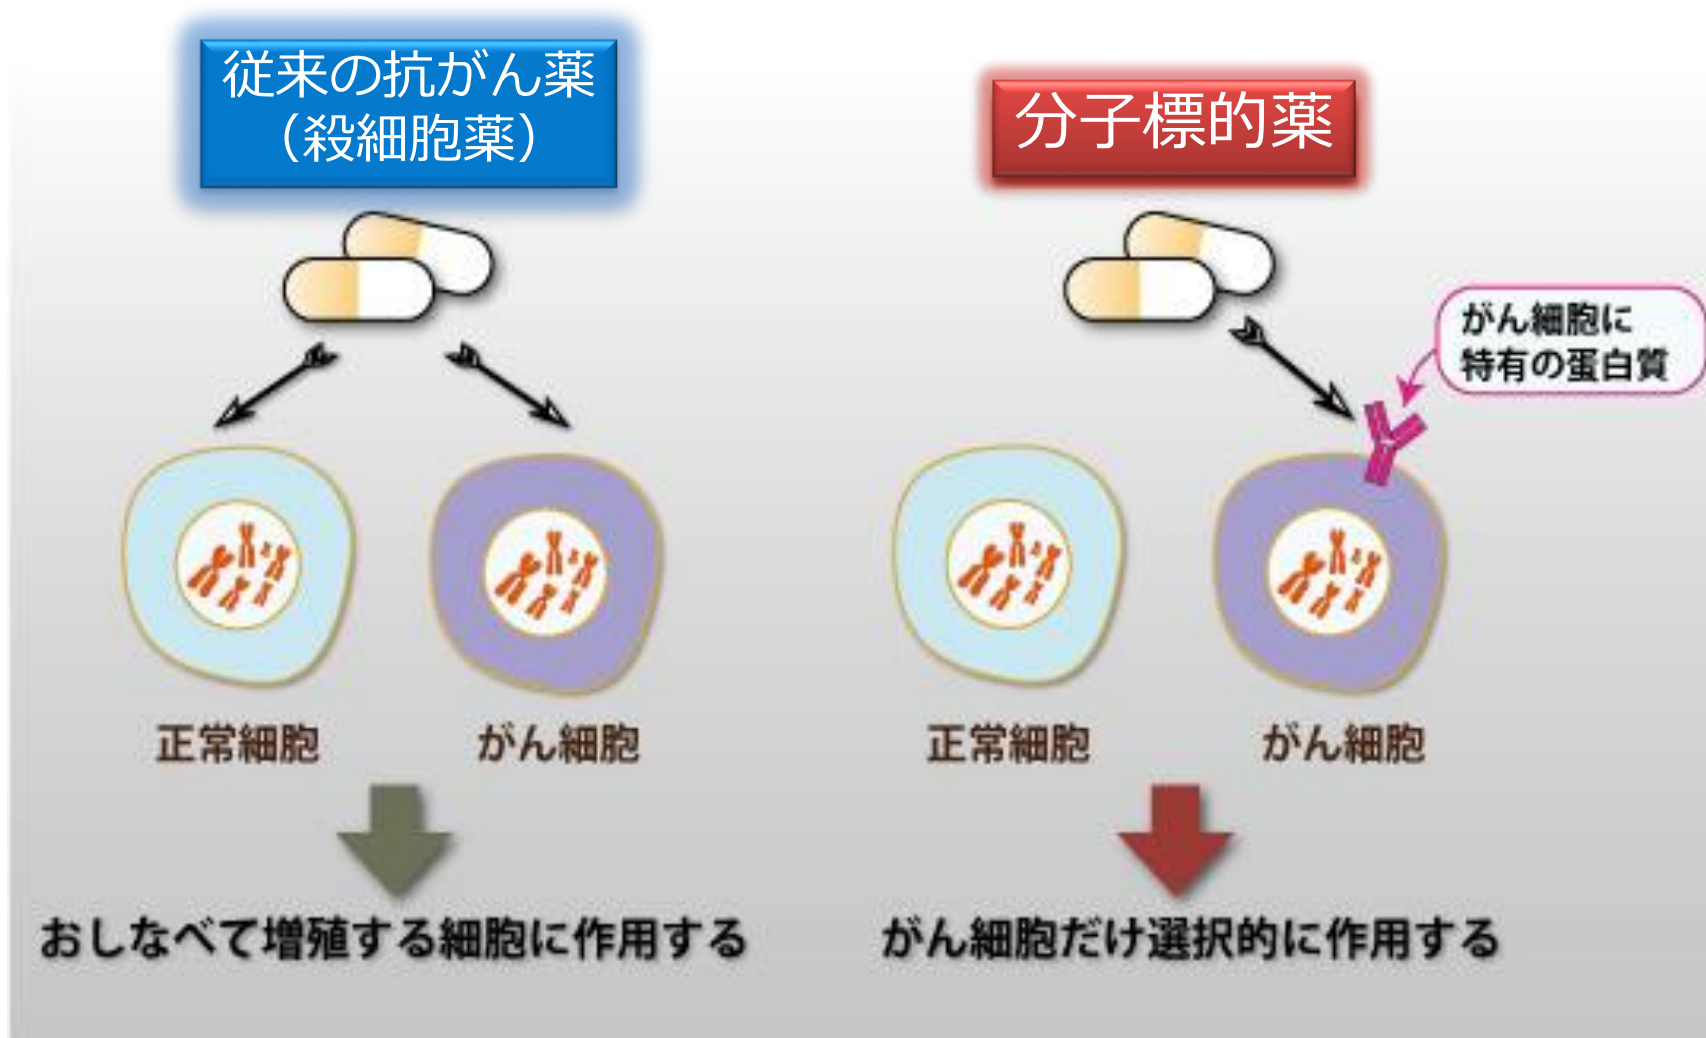 従来の抗がん薬
（殺細胞薬）
正常細胞
がん細胞
おしなべて増殖する細胞に作用する
分子標的薬
がん細胞に
特有の蛋白質
正常細胞
がん細胞
がん細胞だけ選択的に作用する